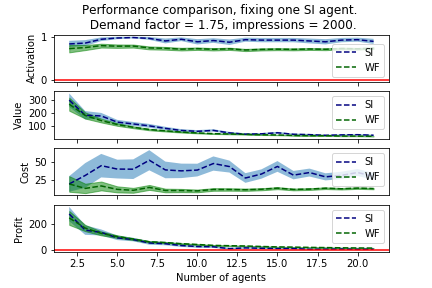 Performance comparison, fixing one SI agent.
Demand factor = 1.75, impressions = 2000.
Activation
1
0
SI
WF
Value
300
200
100
SI
WF
Cost
50
25
SI
WF
Profit
200
0
SI
WF
2.5 5.0 7.5 10.0 12.5 15.0 17.5 20.0
Number of agents